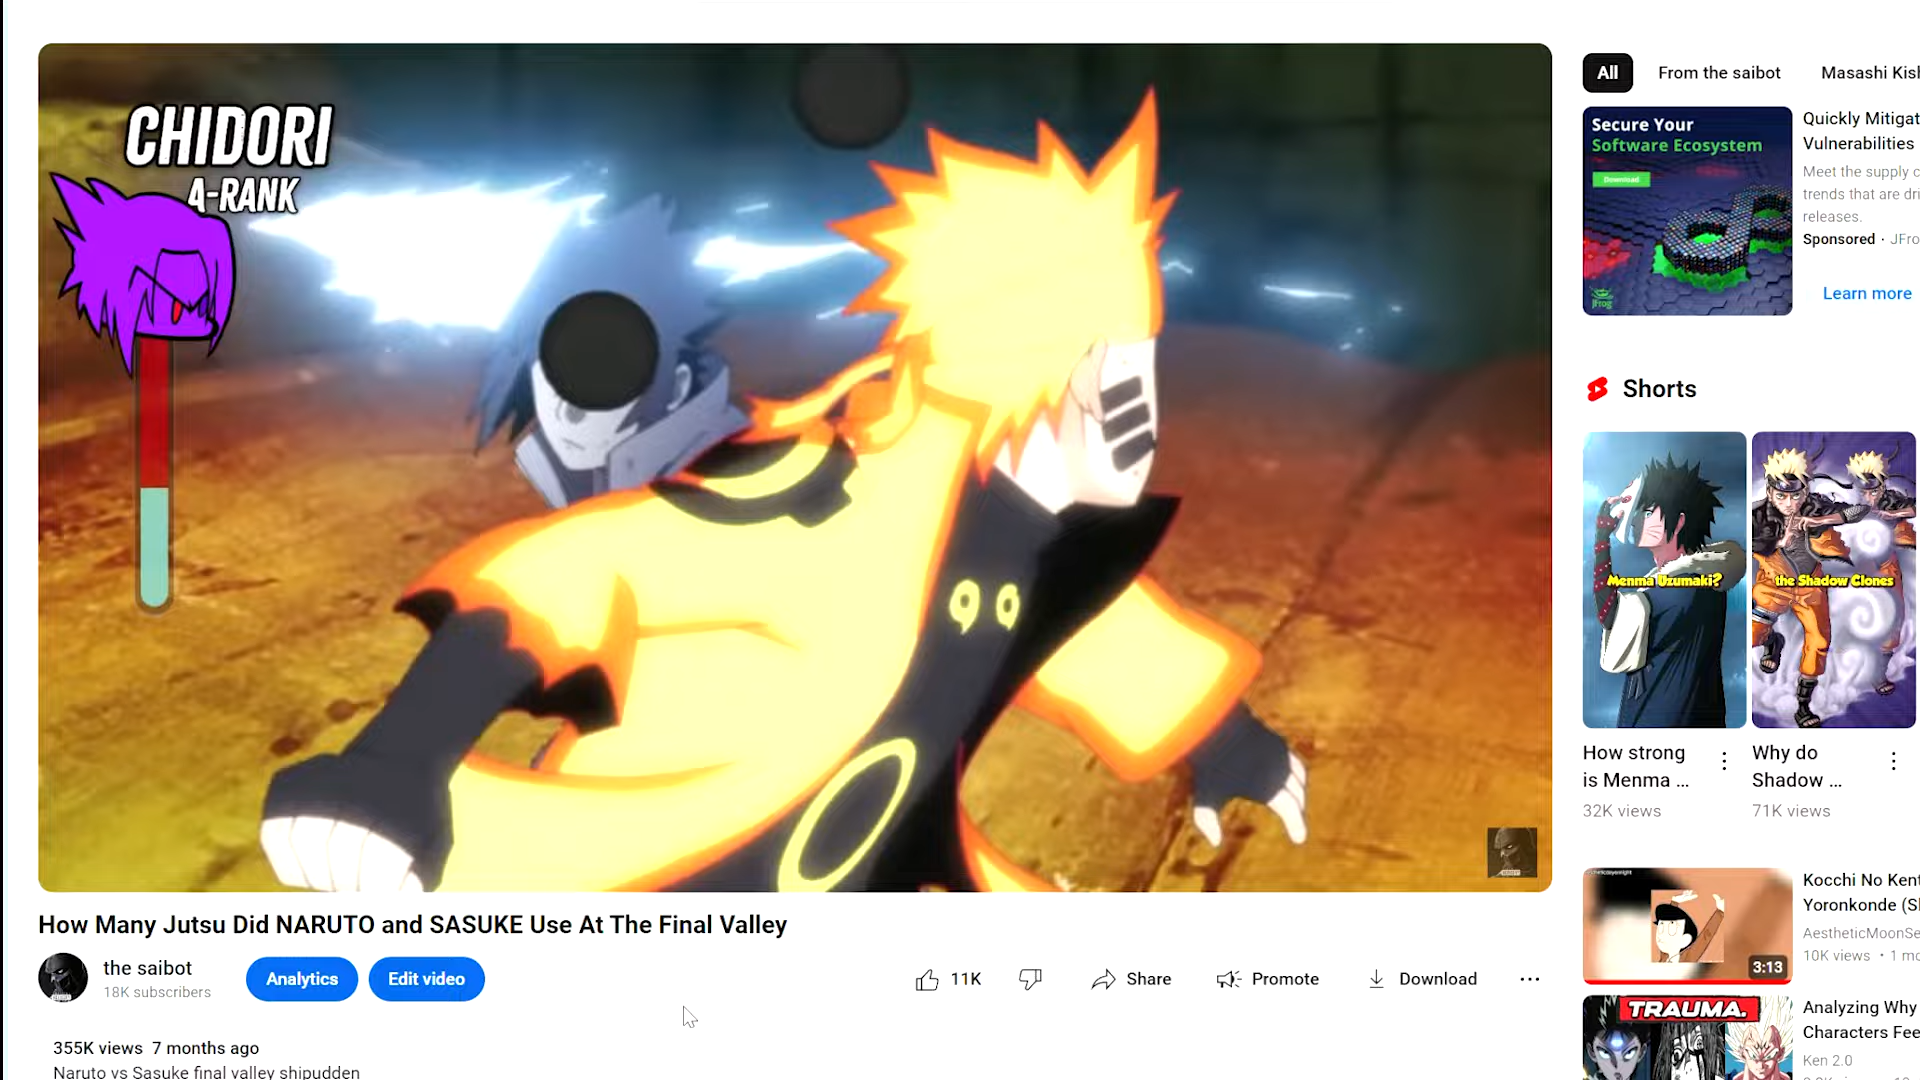 CHIDORI
A-RANK
How Many Jutsu Did NARUTO and SASUKE Use At The Final Valley
the saibot
18K subscribers
Analytics
Edit video
11K
Share
Promote
Download
355K views 7 months ago
Naruto vs Sasuke final valley shipudden
All
From the saibot
Masashi Kish
Secure Your
Software Ecosystem
Download
JFrog
Quickly Mitigat
Vulnerabilities
Meet the supply c
trends that are dri
releases.
Sponsored · JFro
Learn more
Shorts
Menma Uzumaki?
the Shadow Clones
How strong
is Menma ...
32K views
Why do
Shadow ...
71K views
3:13
Kocchi No Kent
Yoronkonde (Sl
AestheticMoonSe
10K views • 1 mo
TRAUMA.
Analyzing Why
Characters Fee
Ken 2.0